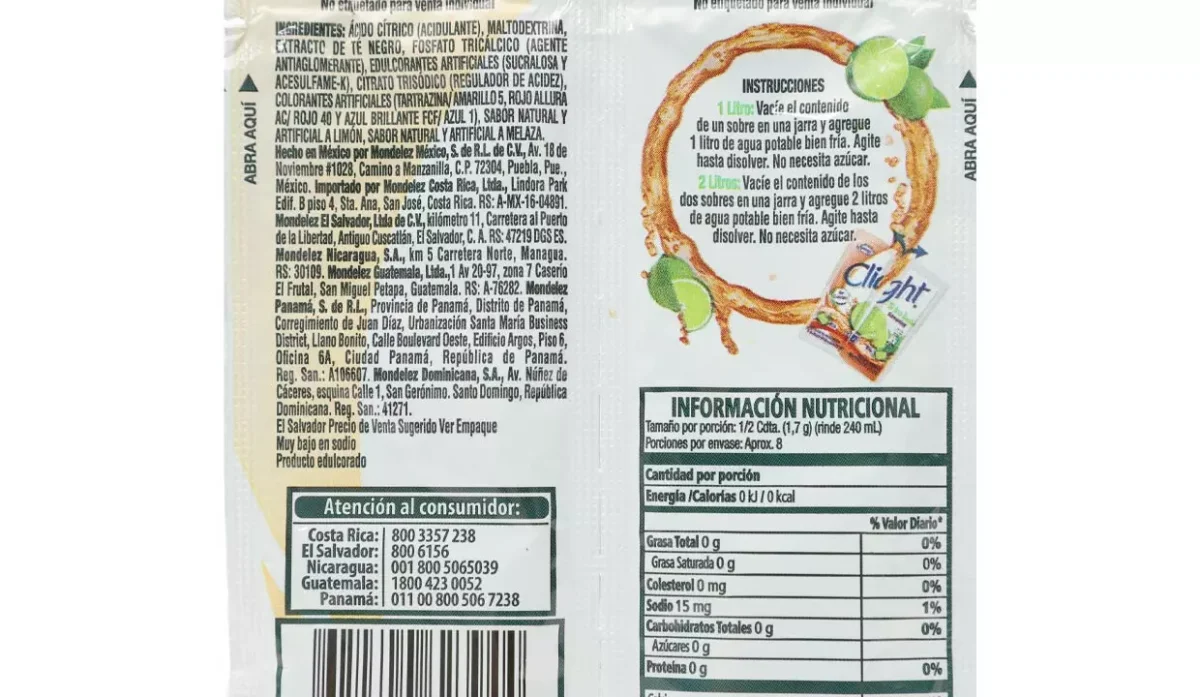 No etiquetado para venta individual
ABRA AQUÍ
INGREDIENTES: ÁCIDO CÍTRICO (ACIDULANTE), MALTODEXTRINA,
EXTRACTO DE TÉ NEGRO, FOSFATO TRICÁLCICO (AGENTE
ANTIAGLOMERANTE), EDULCORANTES ARTIFICIALES (SUCRALOSA Y
ACESULFAME-K), CITRATO TRISÓDICO (REGULADOR DE ACIDEZ),
COLORANTES ARTIFICIALES (TARTRAZINA/AMARILLO 5, ROJO ALLURA
AC/ ROJO 40 Y AZUL BRILLANTE FCF/ AZUL 1), SABOR NATURAL Y
ARTIFICIAL A LIMÓN, SABOR NATURAL Y ARTIFICIAL A MELAZA.
Hecho en México por Mondelez México, S. de R.L. de C.V., Av. 18 de
Noviembre #1028, Camino a Manzanilla, C.P. 72304, Puebla, Pue.,
México. Importado por Mondelez Costa Rica, Ltda., Lindora Park
Edif. B piso 4, Sta. Ana, San José, Costa Rica. RS: A-MX-16-04891.
Mondelez El Salvador, Ltda de C.V., kilómetro 11, Carretera al Puerto
de la Libertad, Antiguo Cuscatlán, El Salvador, C. A. RS: 47219 DGS ES.
Mondelez Nicaragua, S.A., km 5 Carretera Norte, Managua.
RS: 30109. Mondelez Guatemala, Ltda.,1 Av 20-97, zona 7 Caserio
El Frutal, San Miguel Petapa, Guatemala. RS: A-76282. Mondelez
Panamá, S. de R.L., Provincia de Panamá, Distrito de Panamá,
Corregimiento de Juan Díaz, Urbanización Santa María Business
District, Llano Bonito, Calle Boulevard Oeste, Edificio Argos, Piso 6,
Oficina 6A, Ciudad Panamá, República de Panamá.
Reg. San.: A106607. Mondelez Dominicana, S.A., Av. Núñez de
Cáceres, esquina Calle 1, San Gerónimo. Santo Domingo, República
Dominicana. Reg. San.: 41271.
El Salvador Precio de Venta Sugerido Ver Empaque
Muy bajo en sodio
Producto edulcorado
Atención al consumidor:
Costa Rica: 800 3357 238
El Salvador: 800 6156
Nicaragua: 001 800 5065039
Guatemala: 1800 423 0052
Panamá: 011 00 800 506 7238
No etiquetado para venta individual
INSTRUCCIONES
1 Litro: Vacíe el contenido
de un sobre en una jarra y agregue
1 litro de agua potable bien fría. Agite
hasta disolver. No necesita azúcar.
2 Litros: Vacíe el contenido de los
dos sobres en una jarra y agregue 2 litros
de agua potable bien fría. Agite hasta
disolver. No necesita azúcar.
Clight
ABRA AQUÍ
INFORMACIÓN NUTRICIONAL
Tamaño por porción: 1/2 Cdta. (1,7 g) (rinde 240 mL)
Porciones por envase: Aprox. 8
Cantidad por porción
Energía /Calorías 0 kJ / 0 kcal
% Valor Diario*
Grasa Total 0 g 0%
Grasa Saturada 0 g 0%
Colesterol 0 mg 0%
Sodio 15 mg 1%
Carbohidratos Totales 0 g 0%
Azúcares 0 g
Proteína 0 g 0%